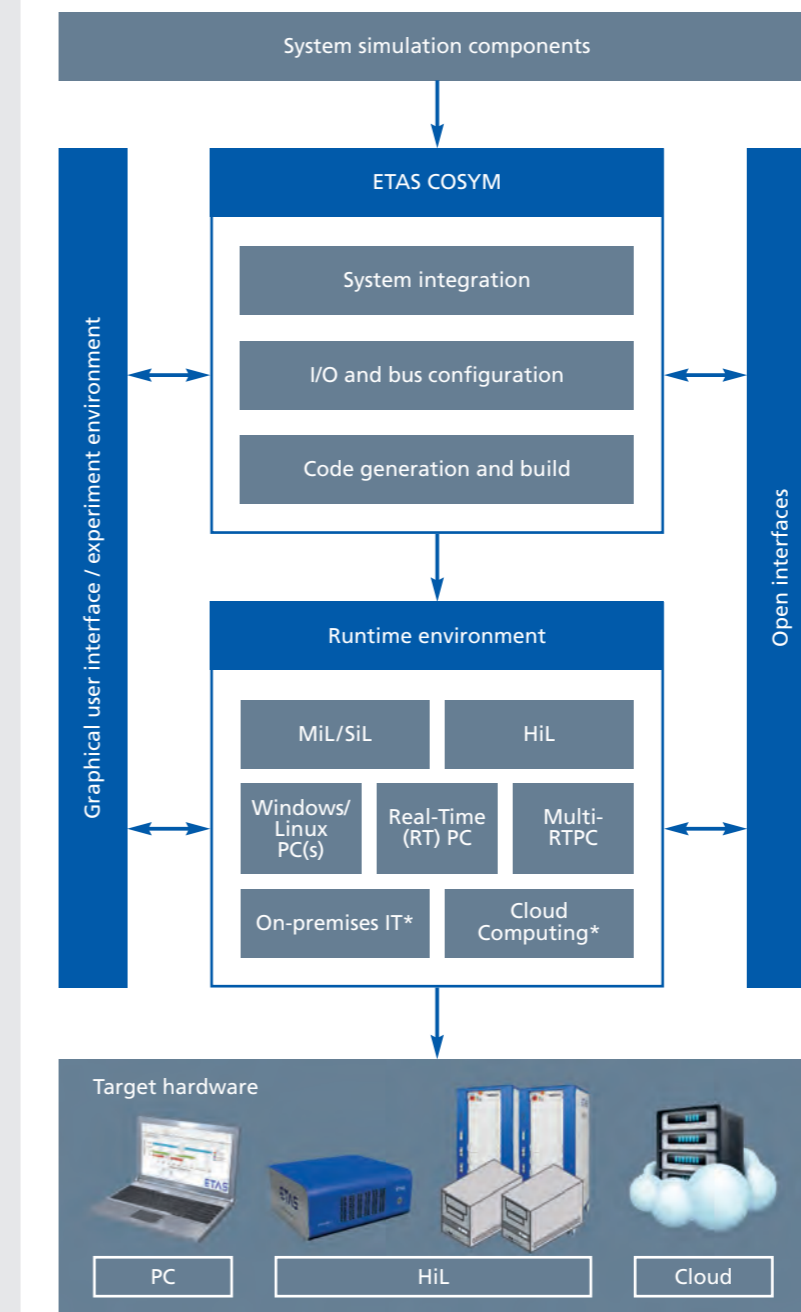 System simulation components
ETAS COSYM
System integration
I/O and bus configuration
Code generation and build
Graphical user interface / experiment environment
Open interfaces
Runtime environment
MiL/SiL
HiL
Windows/
Linux
PC(s)
Real-Time
(RT) PC
Multi-
RTPC
On-premises IT*
Cloud
Computing*
Target hardware
ETAS
ETAS
PC
HiL
Cloud